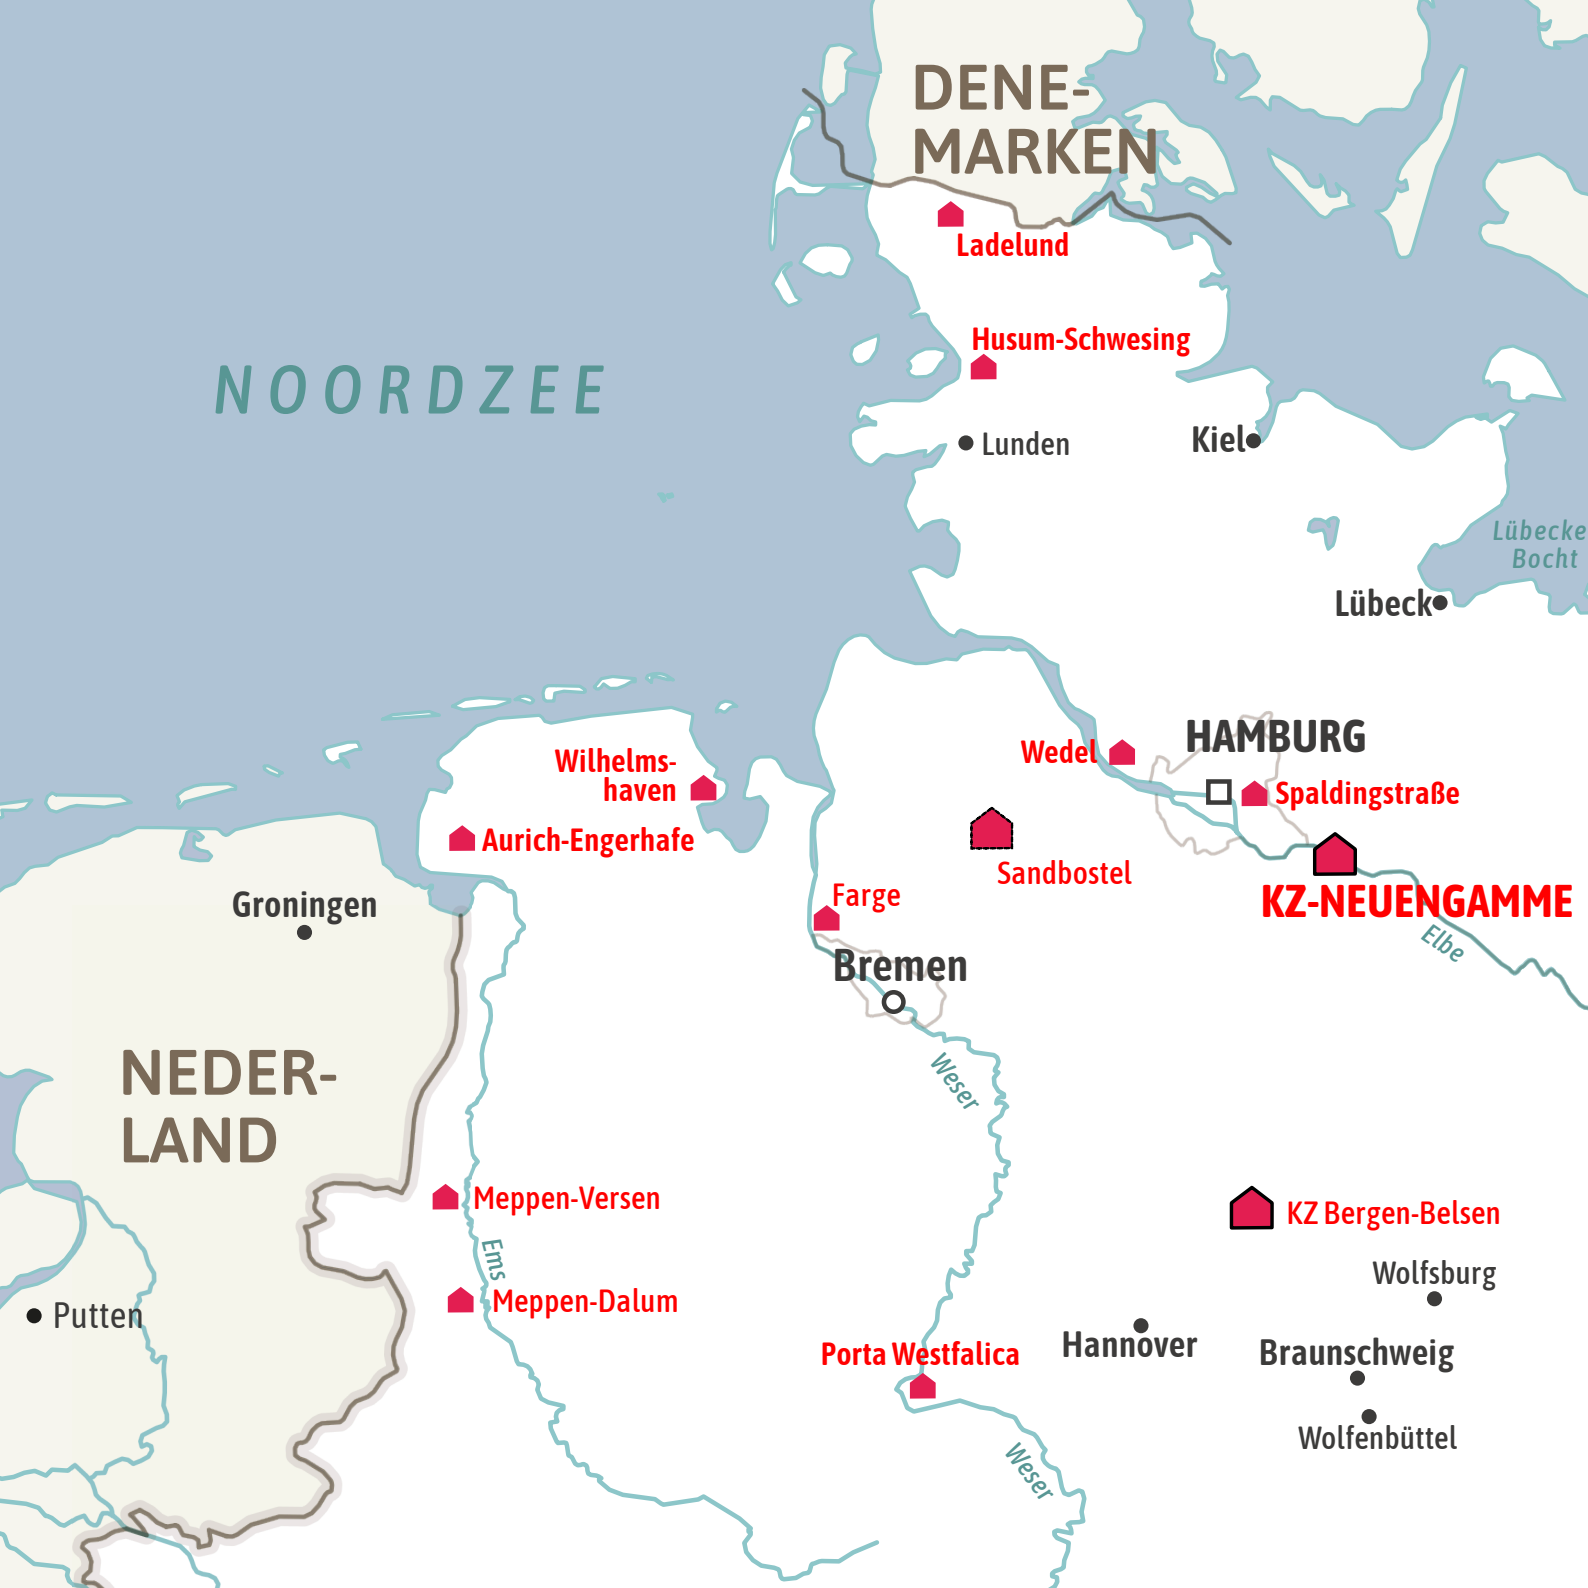 DENE-
MARKEN
Ladelund
Husum-Schwesing
NOORDZEE
Lunden
Kiel
Lübecke
Bocht
Lübeck
HAMBURG
Wedel
Wilhelms-
haven
Spaldingstraße
Aurich-Engerhafe
Sandbostel
Farge
KZ-NEUENGAMME
Groningen
Elbe
Bremen
NEDER-
LAND
Weser
Meppen-Versen
KZ Bergen-Belsen
Ems
Wolfsburg
Meppen-Dalum
Putten
Hannover
Porta Westfalica
Braunschweig
Wolfenbüttel
Weser